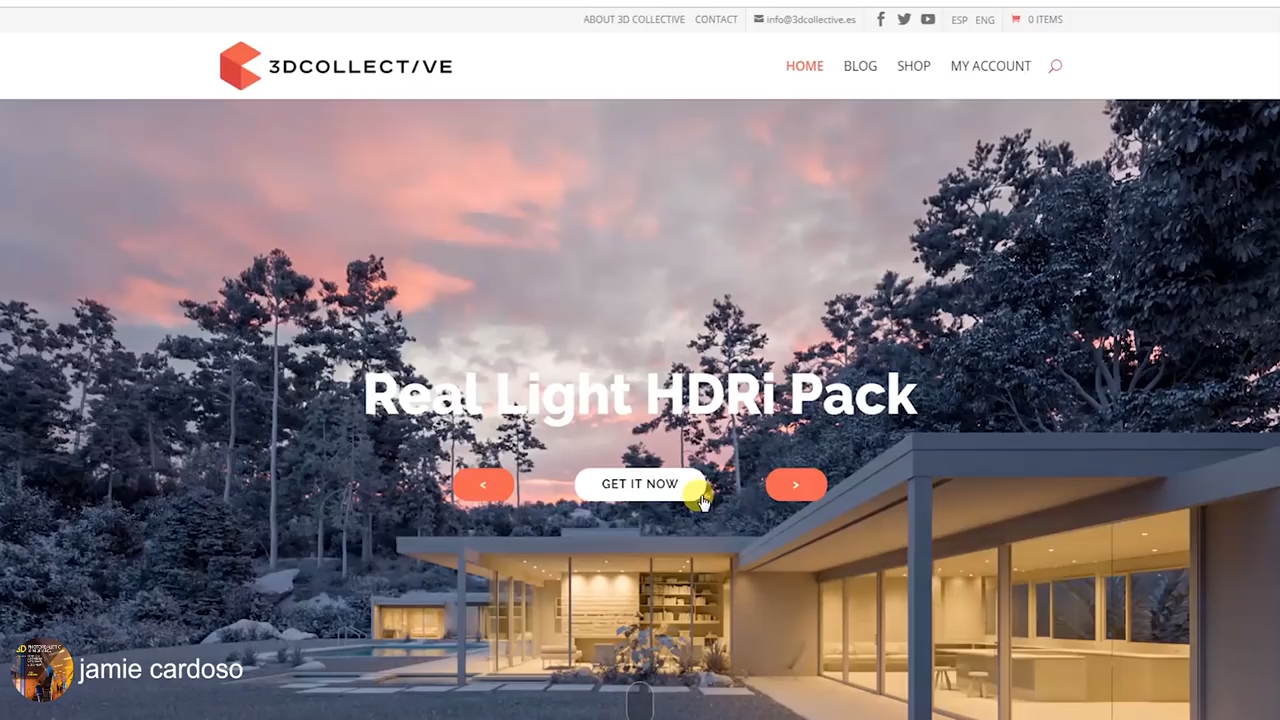 ABOUT 3D COLLECTIVE CONTACT info@3dcollective.es ESP ENG 0 ITEMS
3DCOLLECT/VE
HOME BLOG SHOP MY ACCOUNT
Real Light HDRi Pack
< GET IT NOW >
3D
jamie cardoso